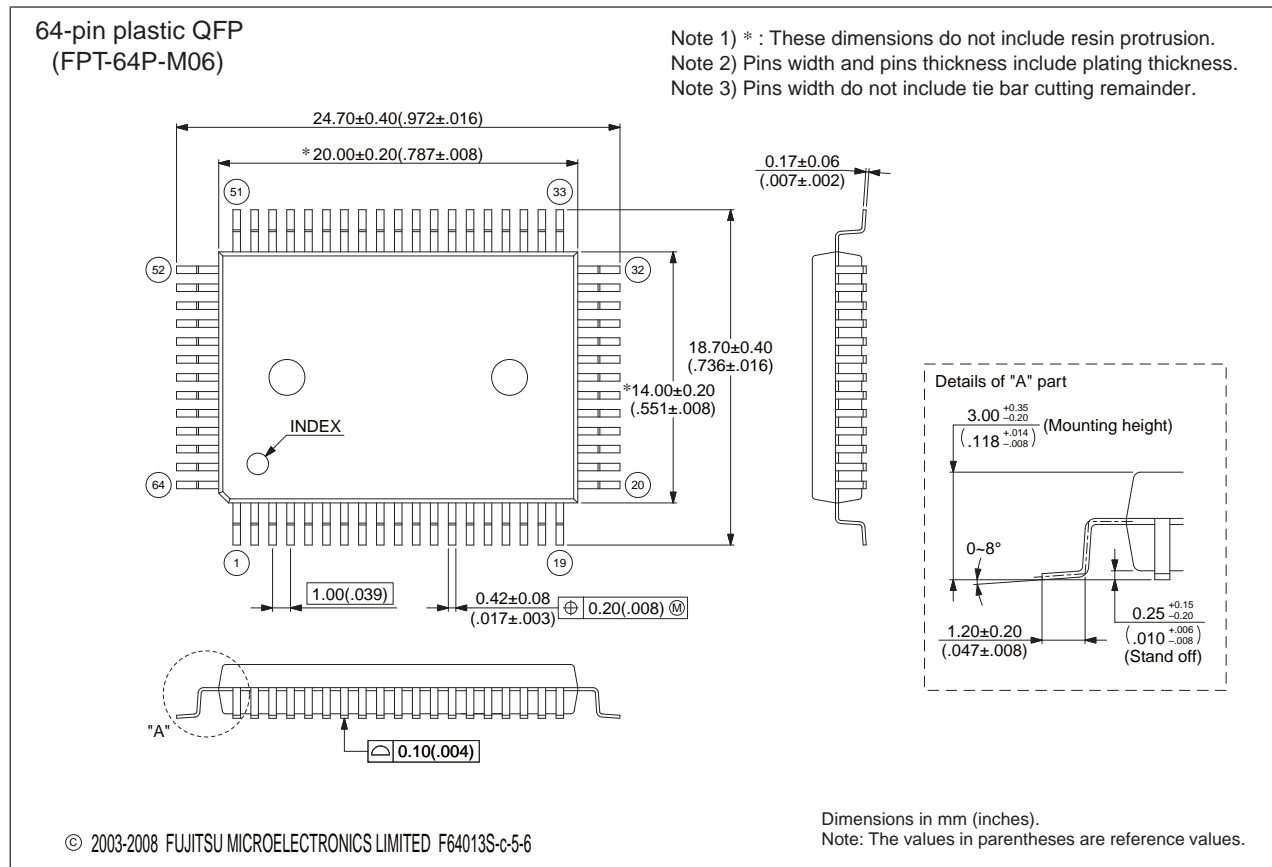 64-pin plastic QFP
(FPT-64P-M06)
Note 1) * : These dimensions do not include resin protrusion.
Note 2) Pins width and pins thickness include plating thickness.
Note 3) Pins width do not include tie bar cutting remainder.
24.70±0.40(.972±.016)
*20.00±0.20(.787±.008)
0.17±0.06
(.007±.002)
51
33
52
32
18.70±0.40
(.736±.016)
*14.00±0.20
(.551±.008)
INDEX
64
20
1
19
1.00(.039)
0.42±0.08
(.017±.003)
⌖ 0.20(.008) Ⓜ
Details of "A" part
3.00 +0.35 –0.20
(.118 +.014 –.008)
(Mounting height)
0~8°
1.20±0.20
(.047±.008)
0.25 +0.15 –0.20
(.010 +.006 –.008)
(Stand off)
"A"
⌓ 0.10(.004)
© 2003-2008 FUJITSU MICROELECTRONICS LIMITED F64013S-c-5-6
Dimensions in mm (inches).
Note: The values in parentheses are reference values.